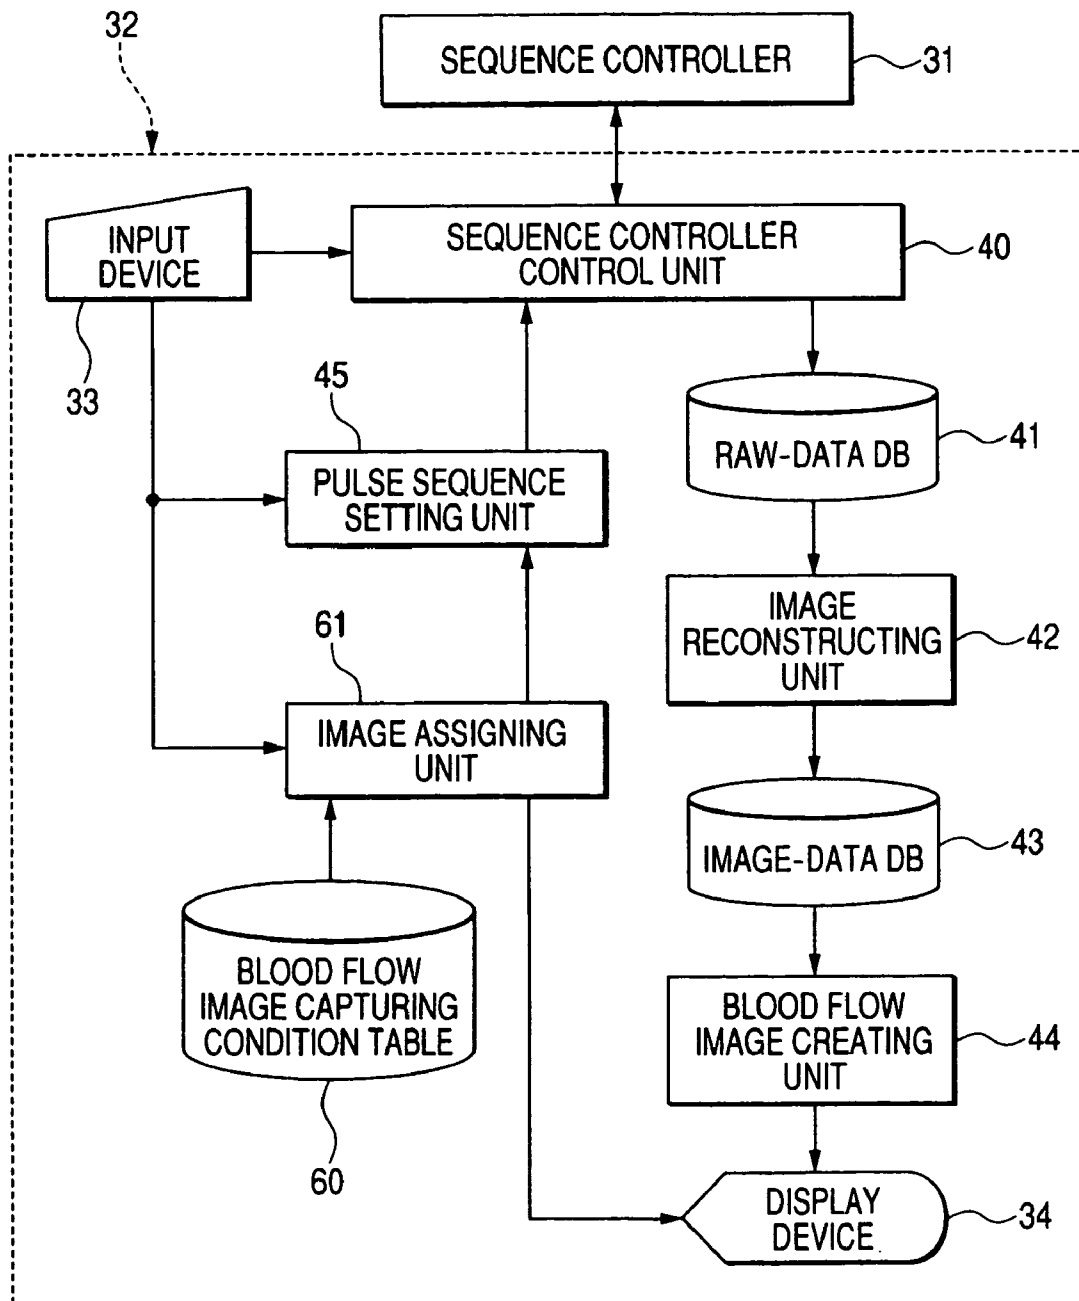 32
SEQUENCE CONTROLLER
31
INPUT
DEVICE
33
SEQUENCE CONTROLLER
CONTROL UNIT
40
45
PULSE SEQUENCE
SETTING UNIT
RAW-DATA DB
41
61
IMAGE ASSIGNING
UNIT
IMAGE
RECONSTRUCTING
UNIT
42
IMAGE-DATA DB
43
BLOOD FLOW
IMAGE CAPTURING
CONDITION TABLE
60
BLOOD FLOW
IMAGE CREATING
UNIT
44
DISPLAY
DEVICE
34